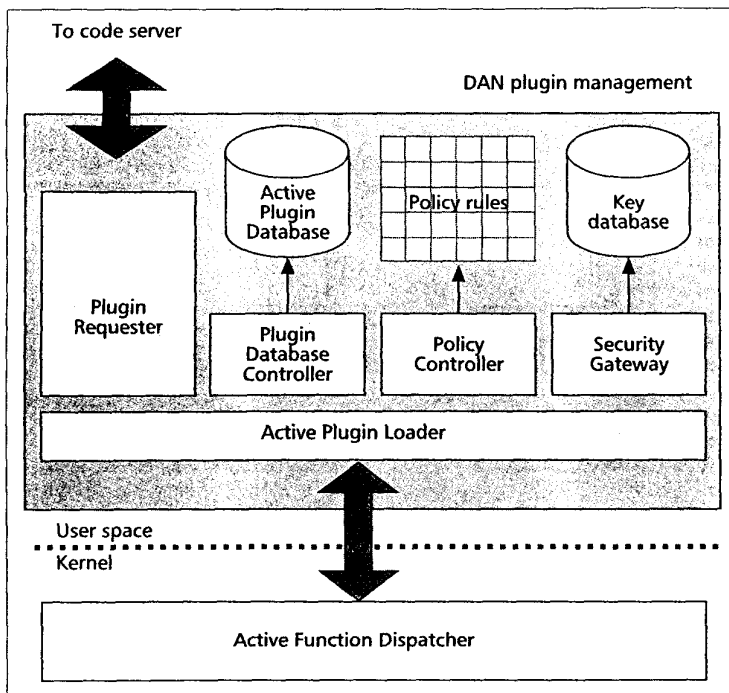 To code server
DAN plugin management
Active
Plugin
Database
Policy rules
Key
database
Plugin
Requester
Plugin
Database
Controller
Policy
Controller
Security
Gateway
Active Plugin Loader
User space
Kernel
Active Function Dispatcher